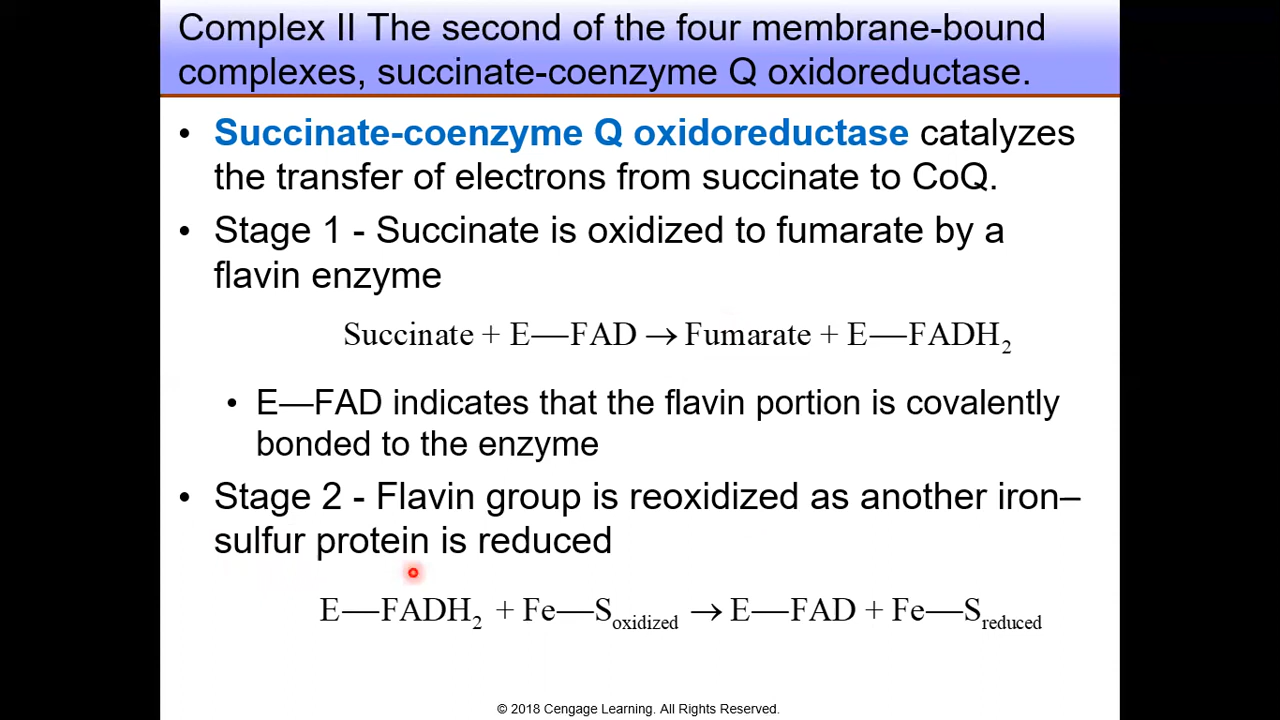 Complex II The second of the four membrane-bound
complexes, succinate-coenzyme Q oxidoreductase.
• Succinate-coenzyme Q oxidoreductase catalyzes
the transfer of electrons from succinate to CoQ.
• Stage 1 - Succinate is oxidized to fumarate by a
flavin enzyme
Succinate + E—FAD → Fumarate + E—FADH₂
• E—FAD indicates that the flavin portion is covalently
bonded to the enzyme
• Stage 2 - Flavin group is reoxidized as another iron–
sulfur protein is reduced
E—FADH₂ + Fe—Soxidized → E—FAD + Fe—Sreduced
© 2018 Cengage Learning. All Rights Reserved.